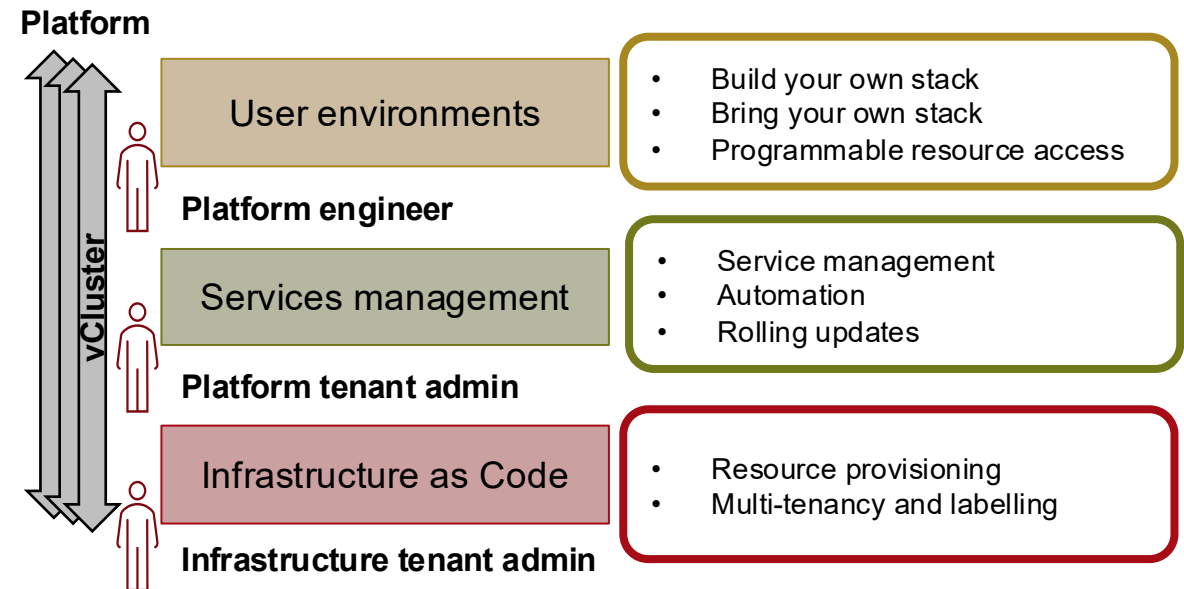 Platform
vCluster
User environments
• Build your own stack
• Bring your own stack
• Programmable resource access
Platform engineer
Services management
• Service management
• Automation
• Rolling updates
Platform tenant admin
Infrastructure as Code
• Resource provisioning
• Multi-tenancy and labelling
Infrastructure tenant admin